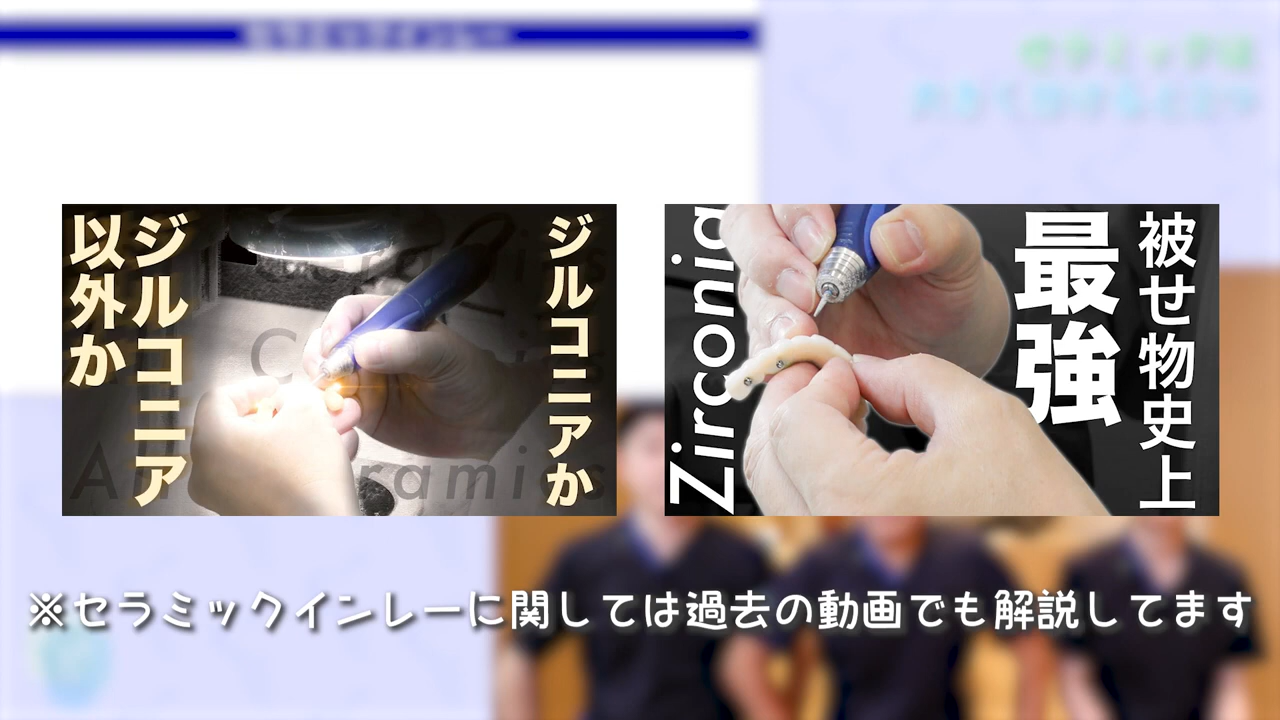 ジルコニアか
ジルコニア
以外か
被せ物史上
最強
Zirconia
※セラミックインレーに関しては過去の動画でも解説してます